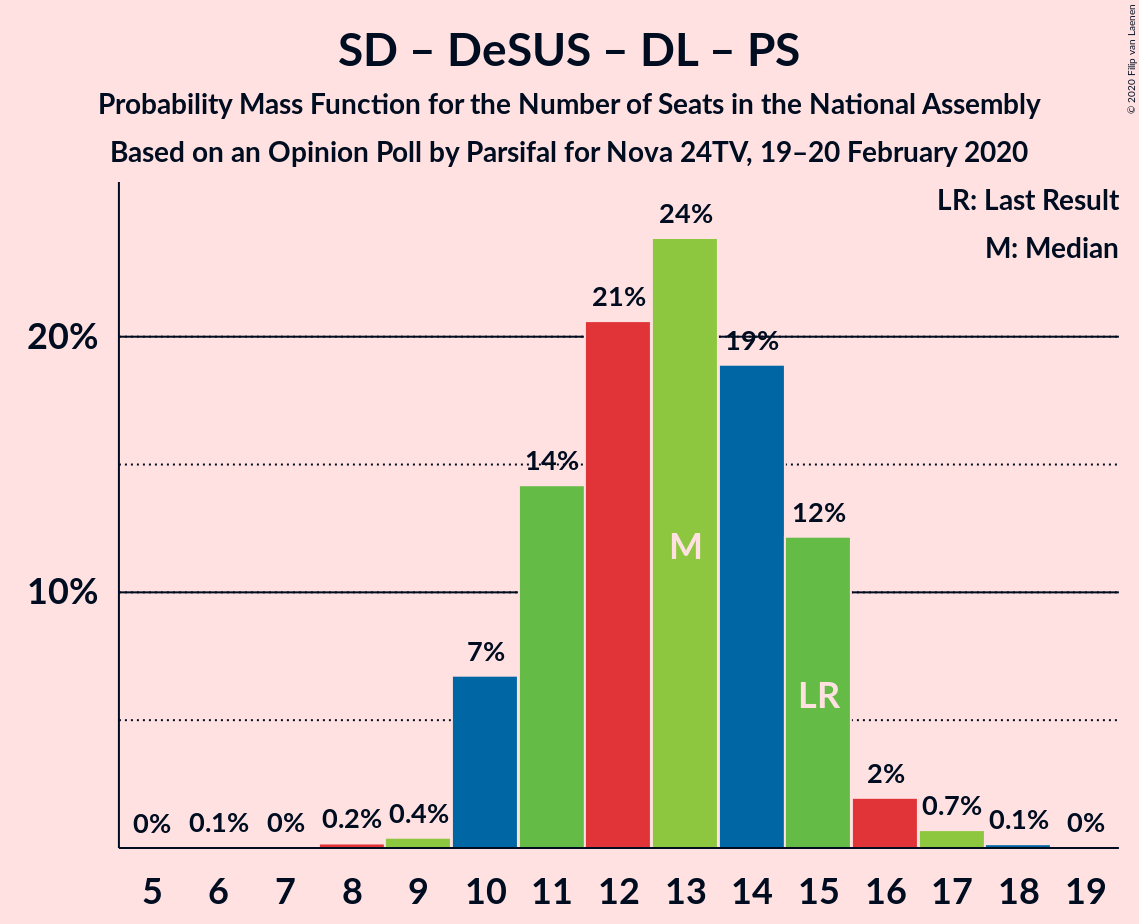 SD – DeSUS – DL – PS
Probability Mass Function for the Number of Seats in the National Assembly
Based on an Opinion Poll by Parsifal for Nova 24TV, 19–20 February 2020
© 2020 Filip van Laenen
LR: Last Result
M: Median
20%
10%
0% 0.1% 0% 0.2% 0.4% 7% 14% 21% 24% 19% 12% 2% 0.7% 0.1% 0%
M
LR
5 6 7 8 9 10 11 12 13 14 15 16 17 18 19